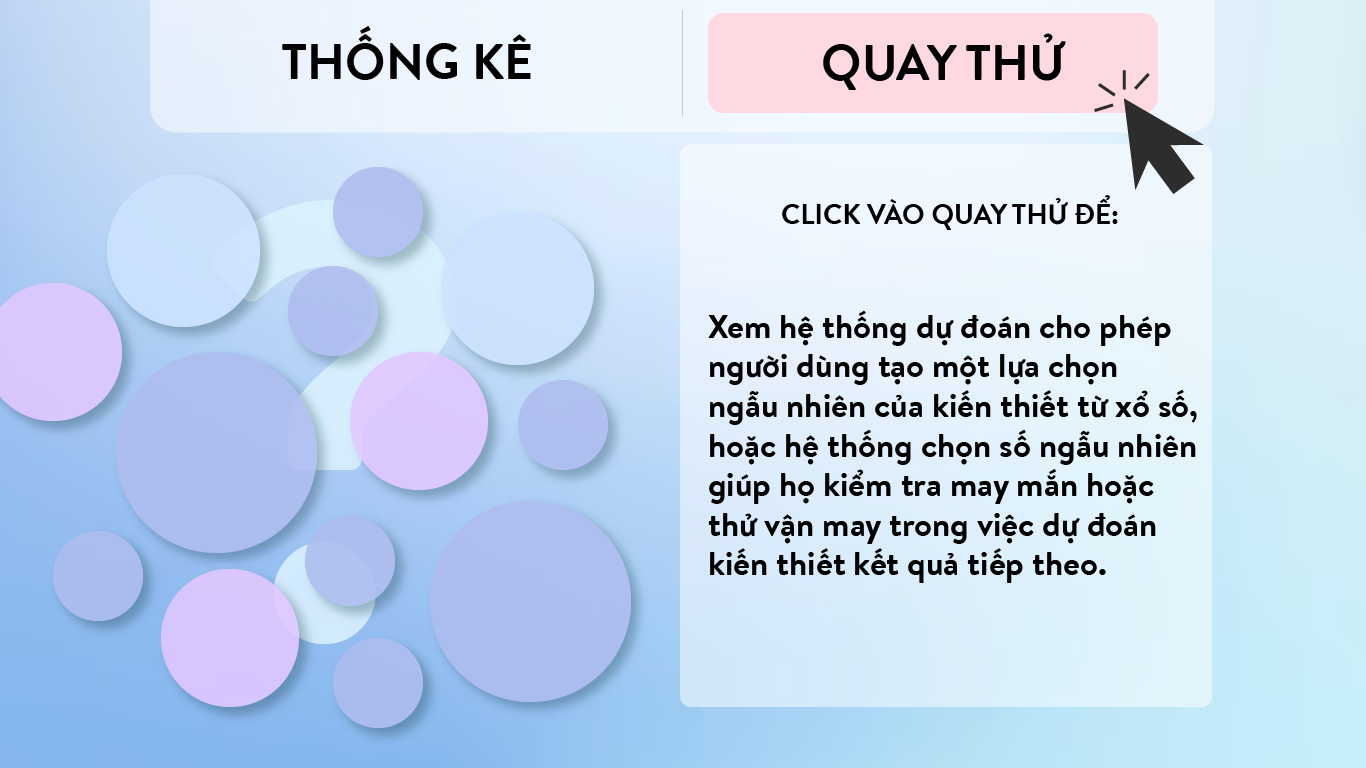 THỐNG KÊ
QUAY THỬ
CLICK VÀO QUAY THỬ ĐỂ:
Xem hệ thống dự đoán cho phép
người dùng tạo một lựa chọn
ngẫu nhiên của kiến thiết từ xổ số,
hoặc hệ thống chọn số ngẫu nhiên
giúp họ kiểm tra may mắn hoặc
thử vận may trong việc dự đoán
kiến thiết kết quả tiếp theo.